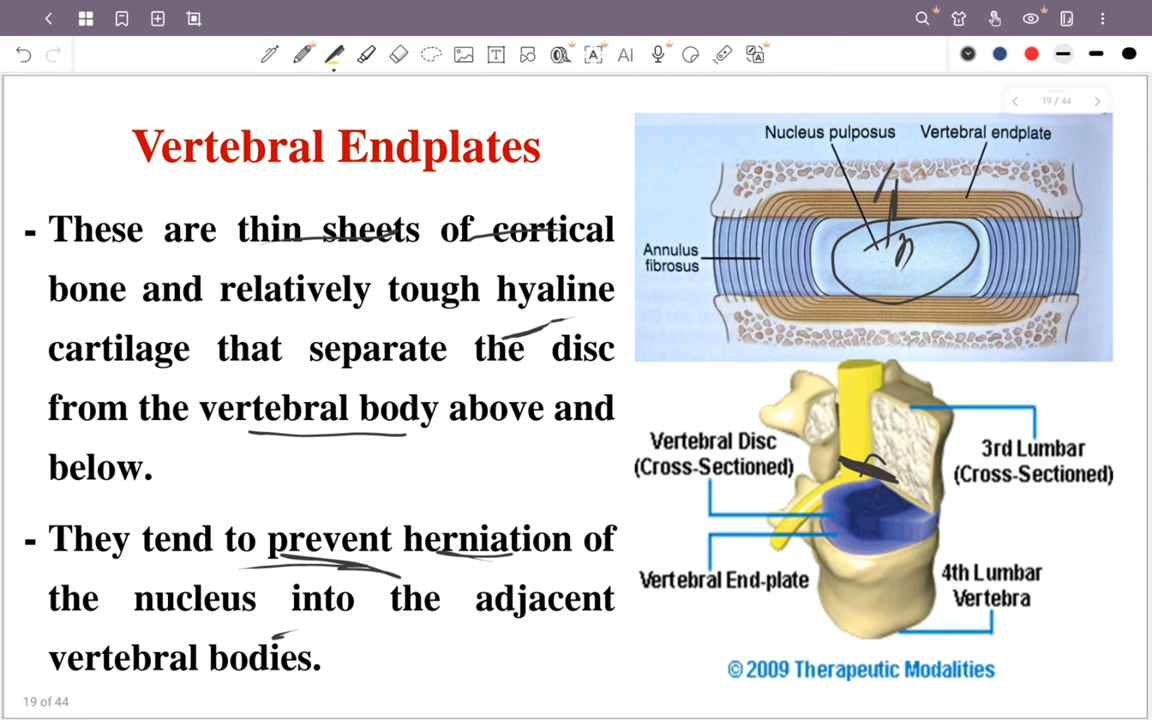 19 / 44
Vertebral Endplates
- These are thin sheets of cortical
bone and relatively tough hyaline
cartilage that separate the disc
from the vertebral body above and
below.
- They tend to prevent herniation of
the nucleus into the adjacent
vertebral bodies.
Nucleus pulposus
Vertebral endplate
Annulus
fibrosus
Vertebral Disc
(Cross-Sectioned)
3rd Lumbar
(Cross-Sectioned)
Vertebral End-plate
4th Lumbar
Vertebra
© 2009 Therapeutic Modalities
19 of 44
T
A
AI